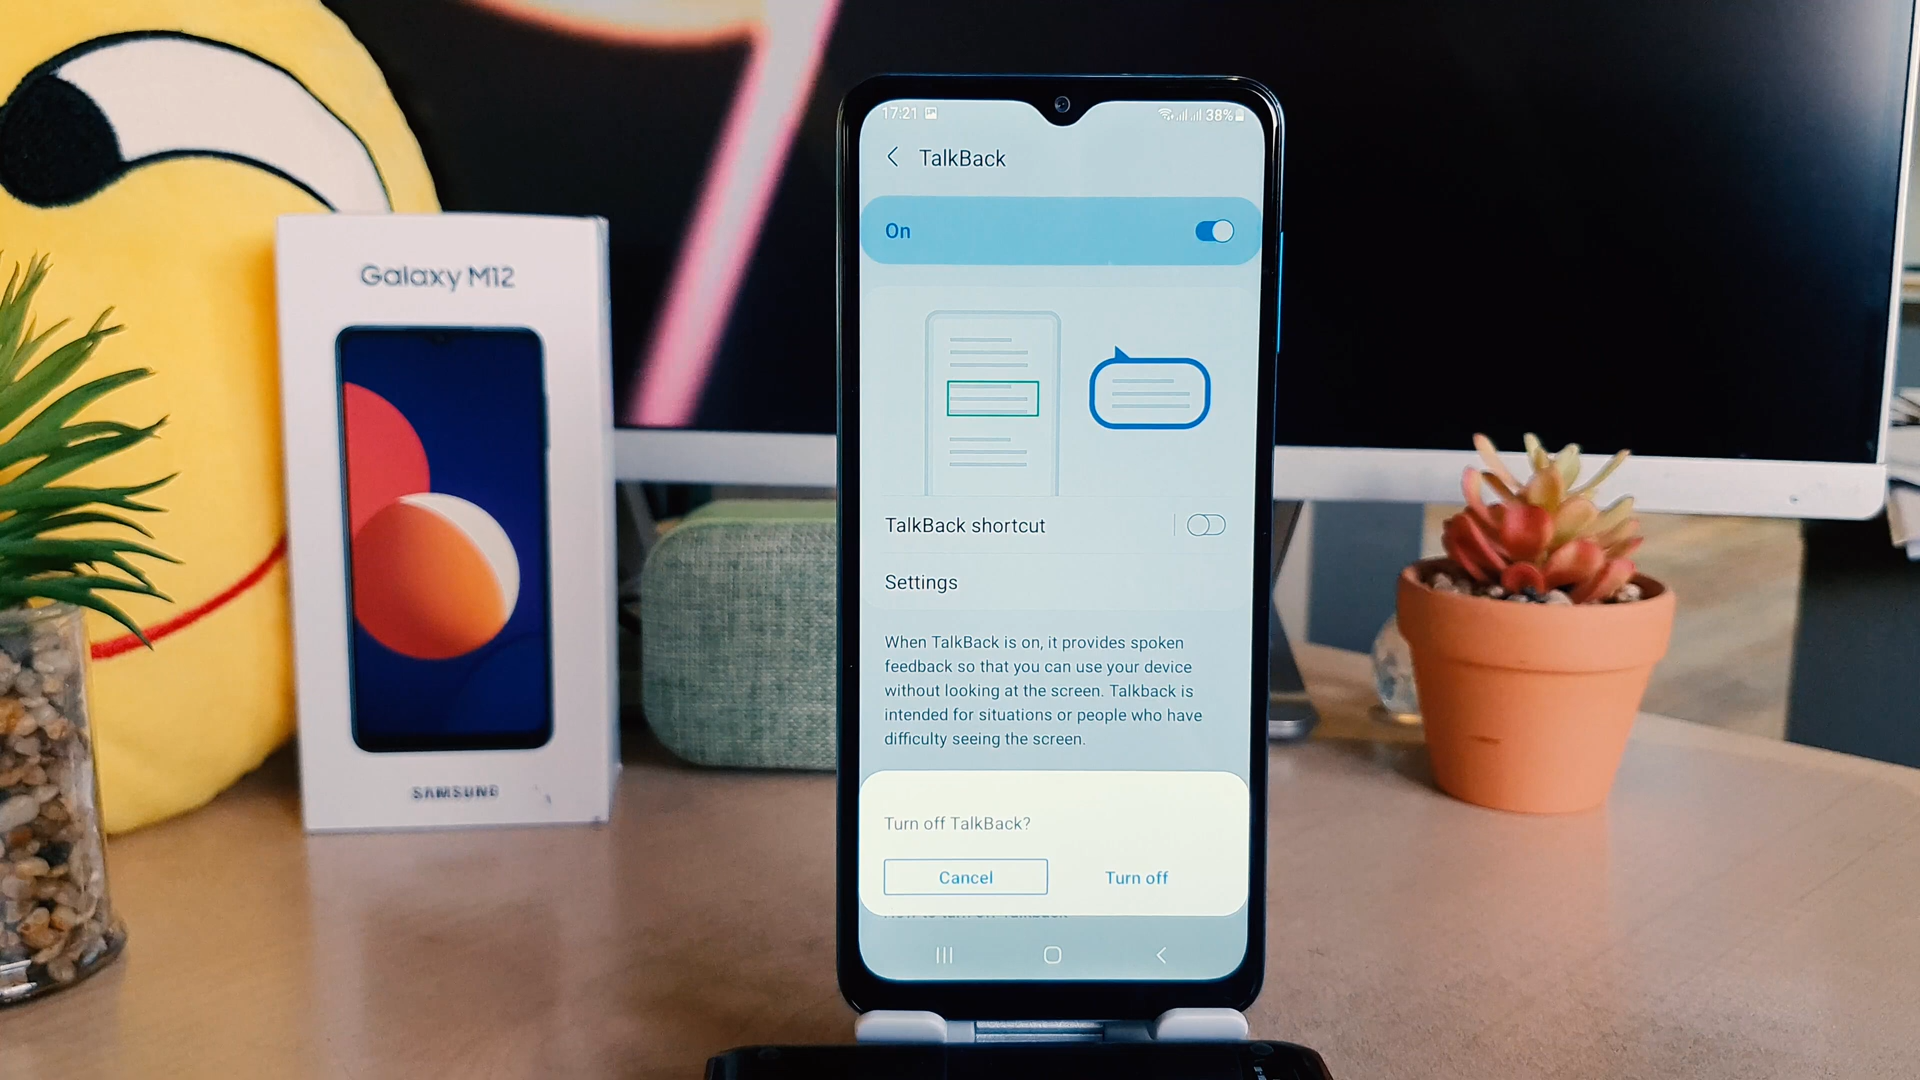 Galaxy M12
SAMSUNG
17:21
38%
TalkBack
On
TalkBack shortcut
Settings
When TalkBack is on, it provides spoken
feedback so that you can use your device
without looking at the screen. Talkback is
intended for situations or people who have
difficulty seeing the screen.
Turn off TalkBack?
Cancel
Turn off